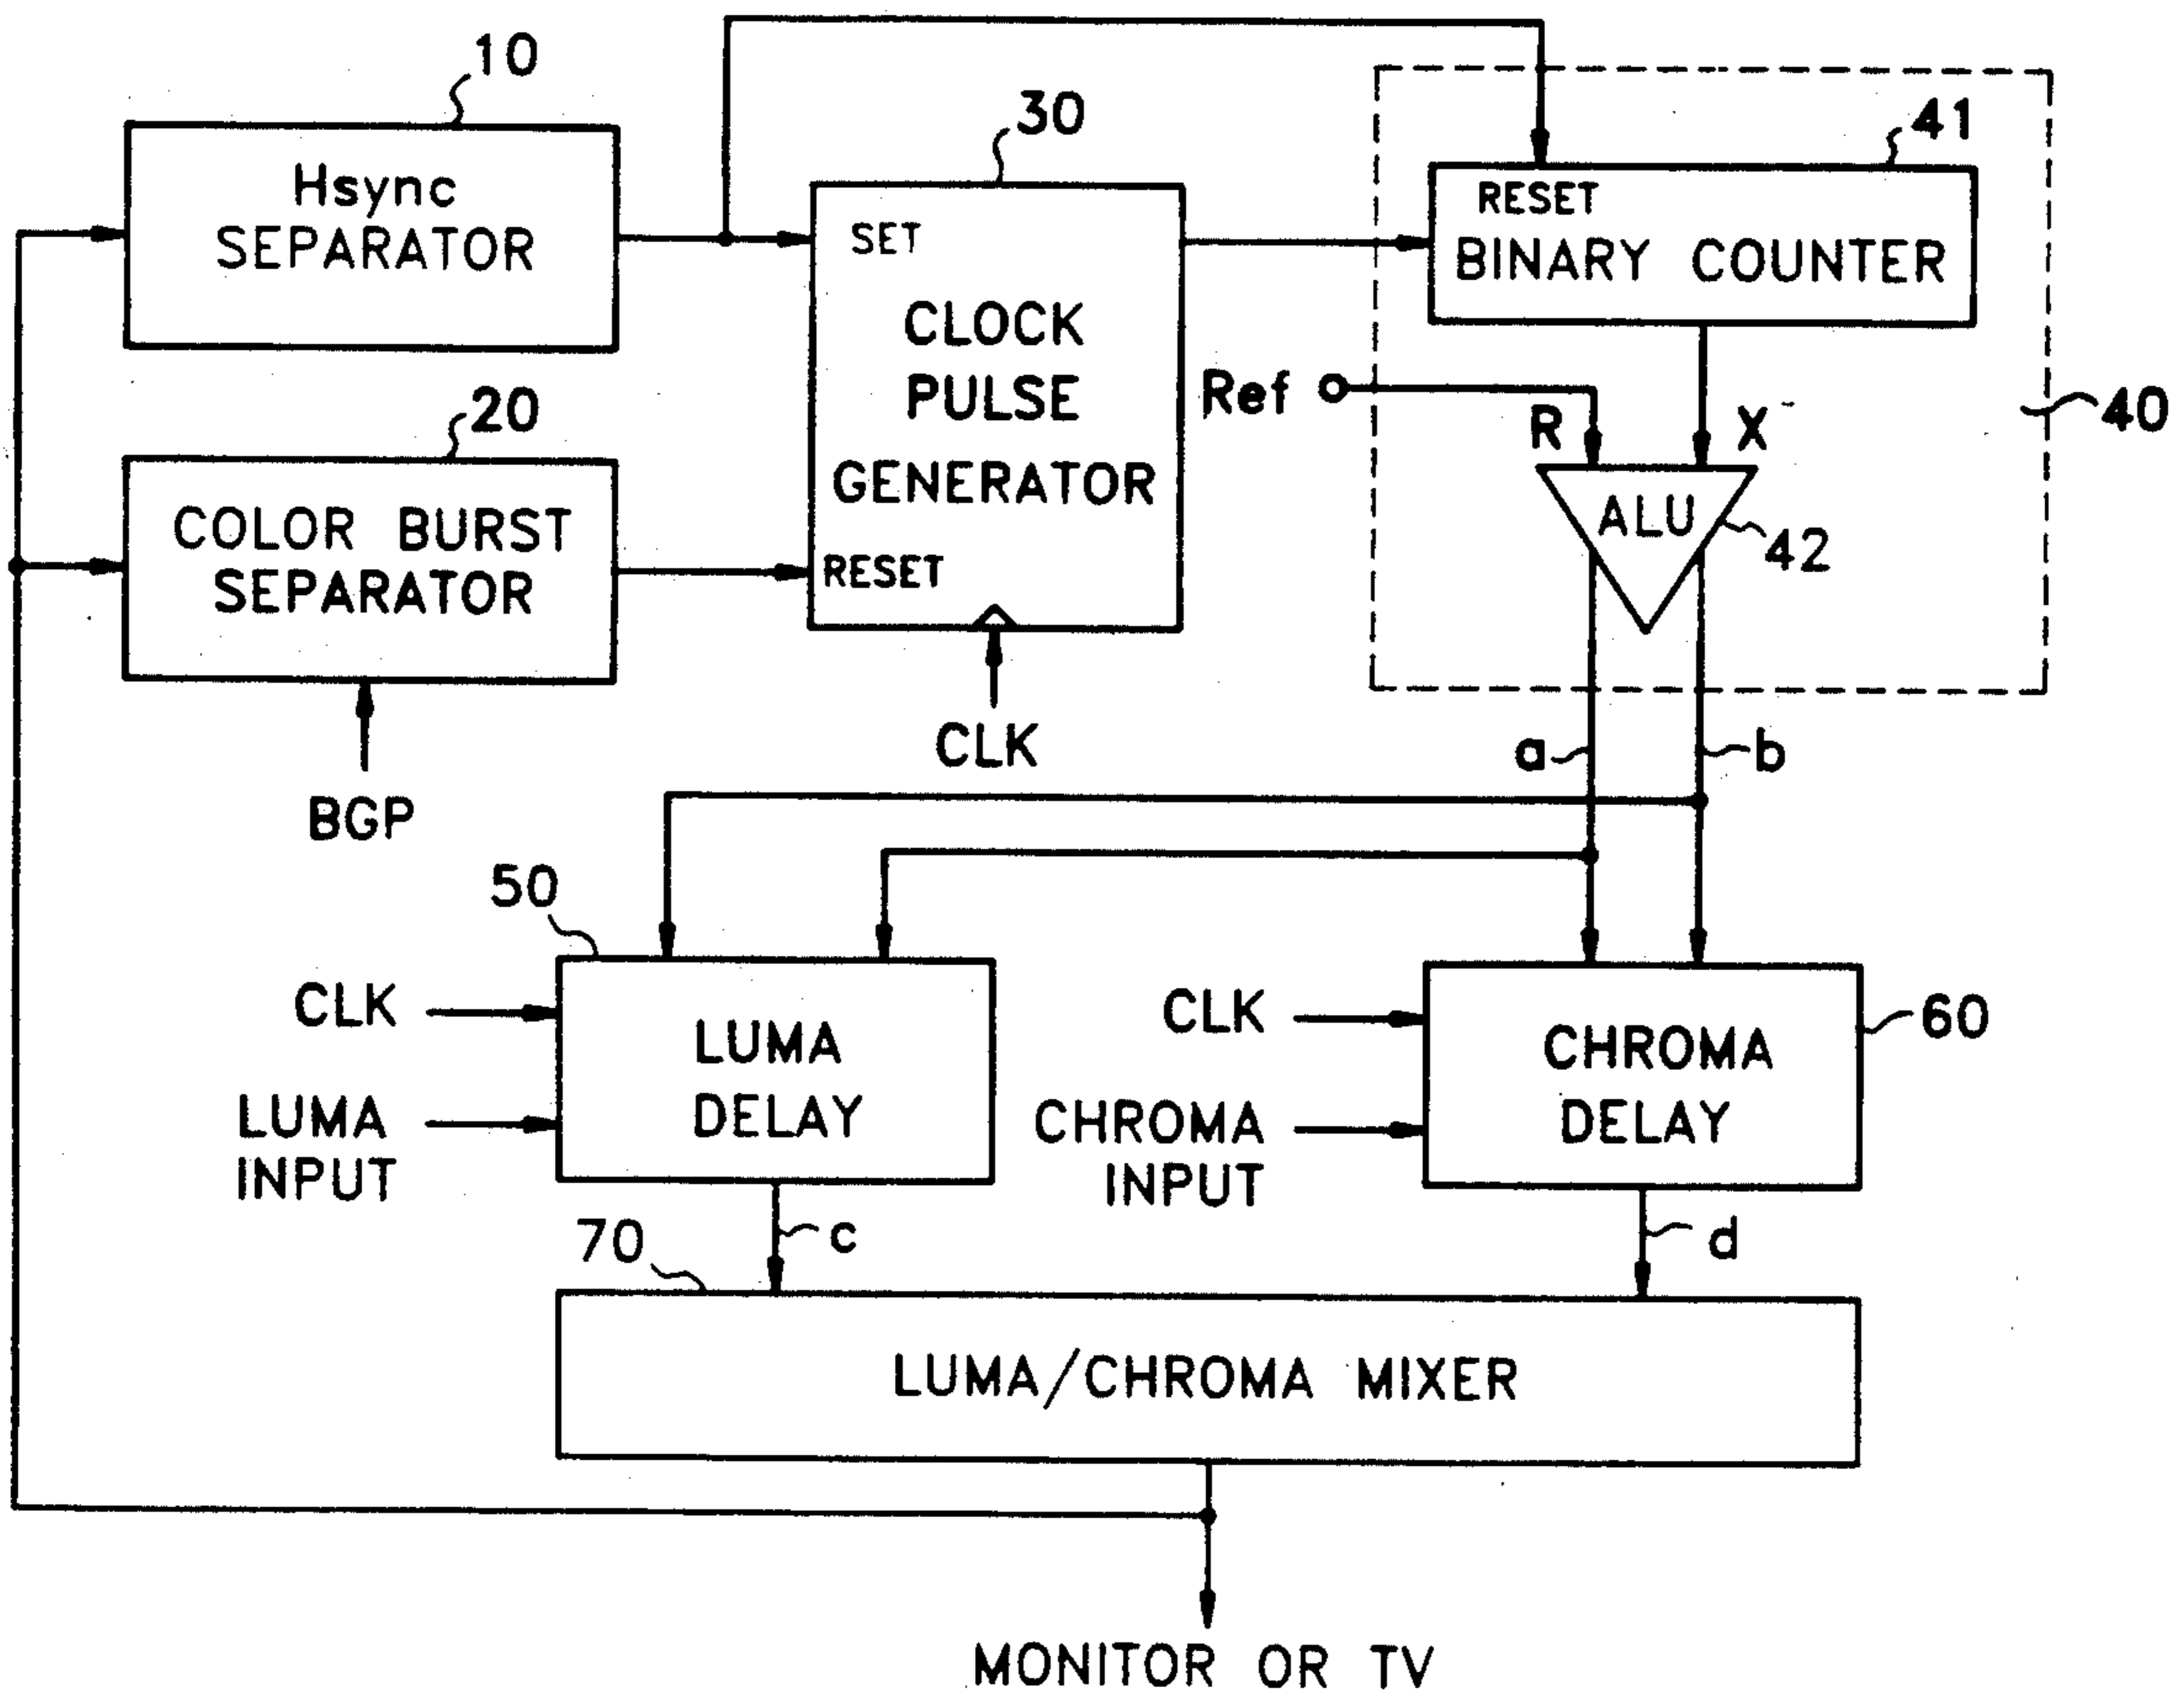 10
Hsync
SEPARATOR
20
COLOR BURST
SEPARATOR
BGP
30
SET
CLOCK
PULSE
GENERATOR
RESET
CLK
41
RESET
BINARY COUNTER
Ref
R
X
ALU
42
40
a
b
50
CLK
LUMA
INPUT
LUMA
DELAY
CLK
CHROMA
INPUT
CHROMA
DELAY
60
c
d
70
LUMA/CHROMA MIXER
MONITOR OR TV